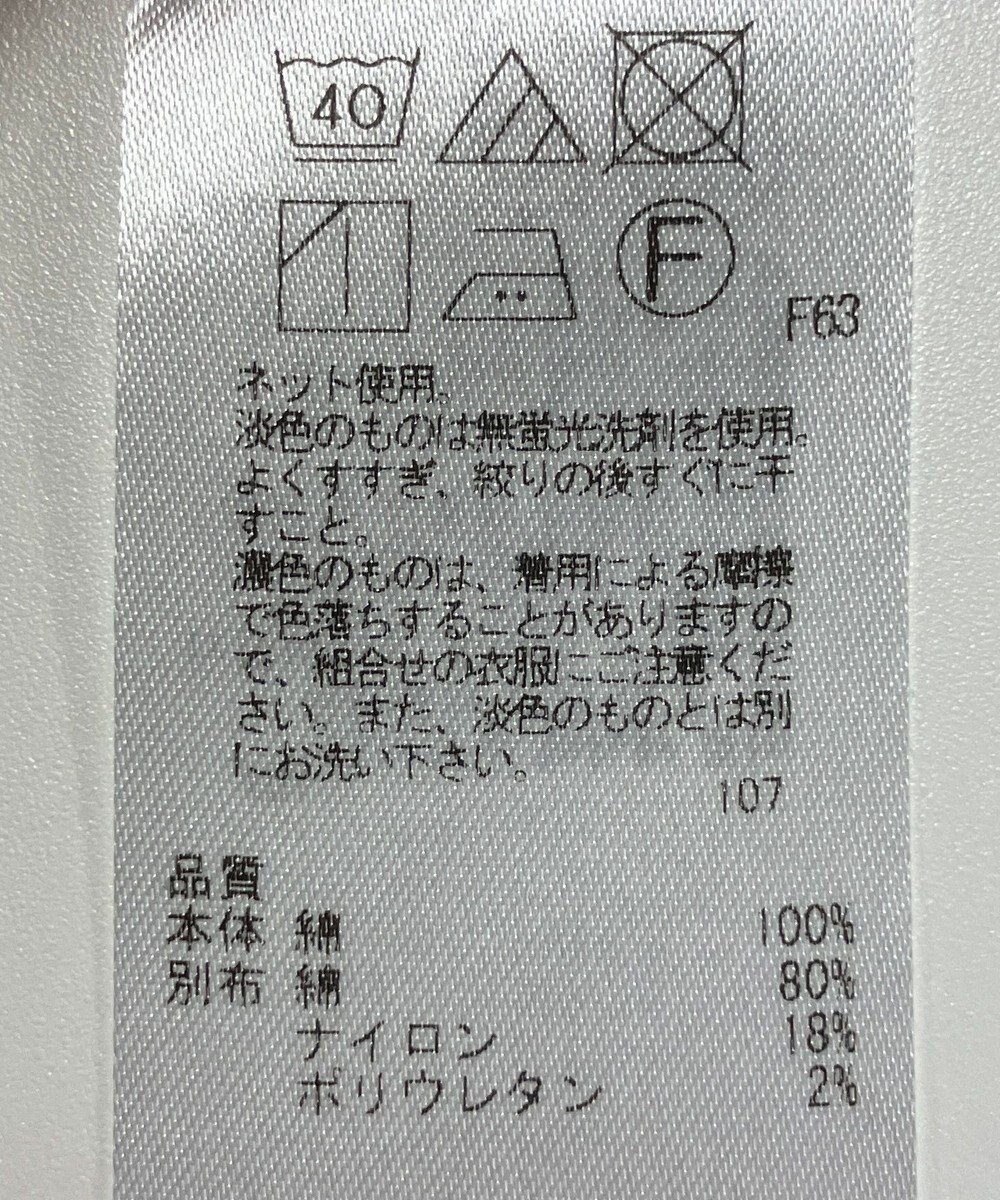 40
F
F63
ネット使用。
淡色のものは無蛍光洗剤を使用。
よくすすぎ、絞りの後すぐに干
すこと。
濃色のものは、着用による摩擦
で色落ちすることがありますの
で、組合せの衣服にご注意くだ
さい。また、淡色のものとは別
にお洗い下さい。
107
品質
本体 綿 100%
別布 綿 80%
ナイロン 18%
ポリウレタン 2%